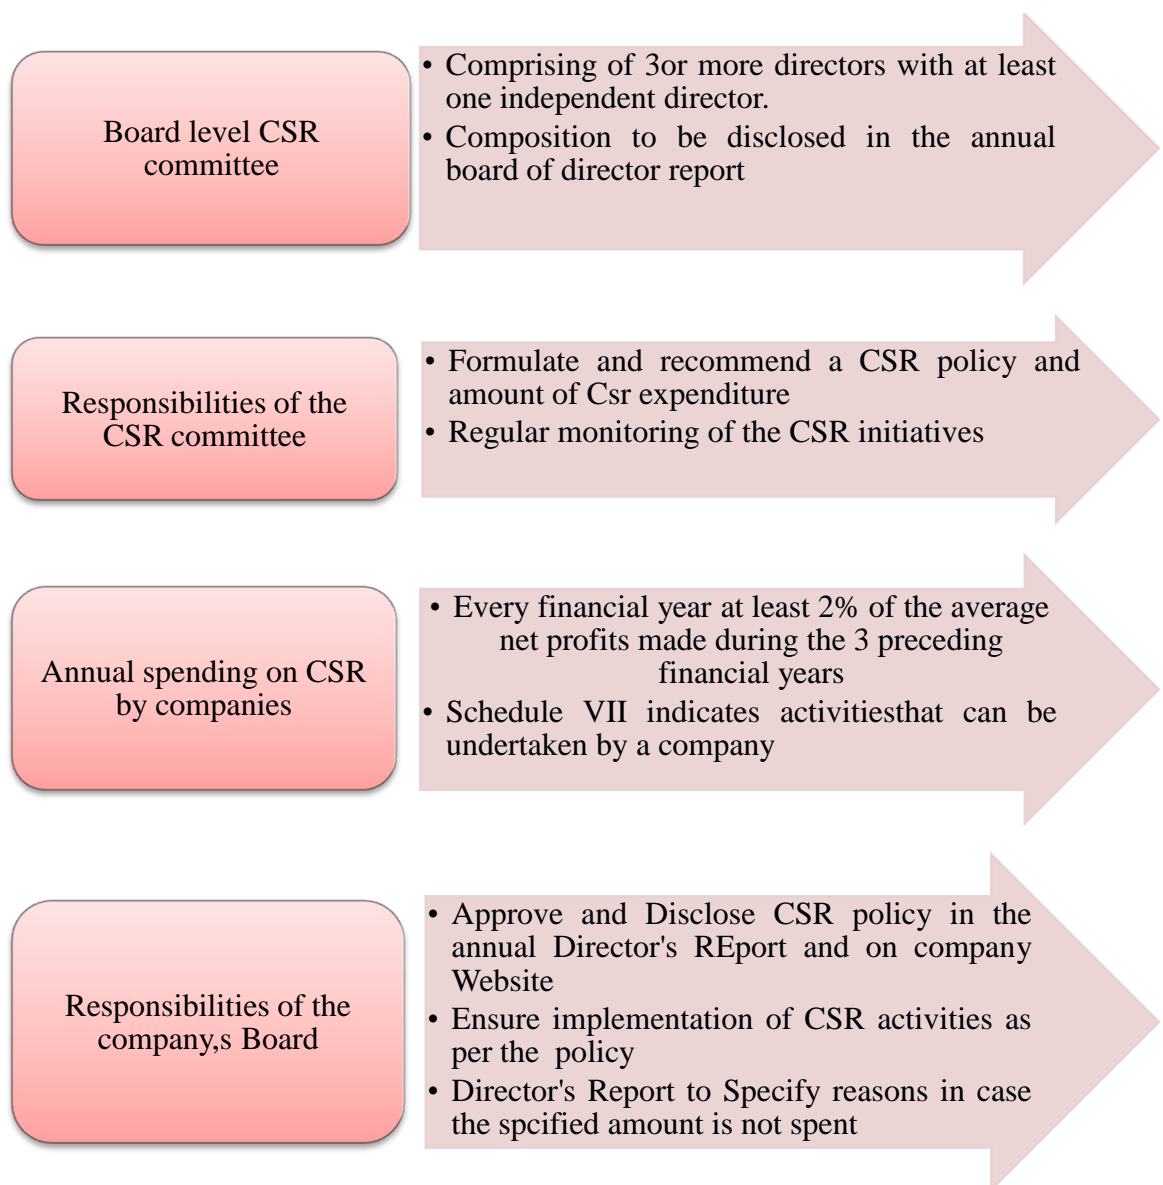 Board level CSR
committee
• Comprising of 3or more directors with at least
one independent director.
• Composition to be disclosed in the annual
board of director report
Responsibilities of the
CSR committee
• Formulate and recommend a CSR policy and
amount of Csr expenditure
• Regular monitoring of the CSR initiatives
Annual spending on CSR
by companies
• Every financial year at least 2% of the average
net profits made during the 3 preceding
financial years
• Schedule VII indicates activitiesthat can be
undertaken by a company
Responsibilities of the
company,s Board
• Approve and Disclose CSR policy in the
annual Director's REport and on company
Website
• Ensure implementation of CSR activities as
per the policy
• Director's Report to Specify reasons in case
the spcified amount is not spent